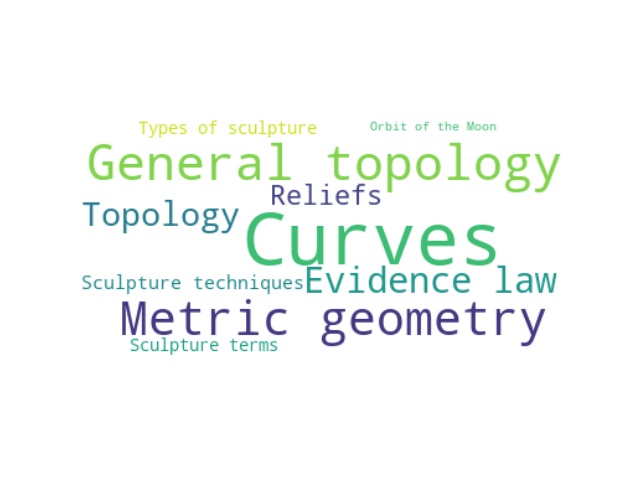 Types of sculpture
Orbit of the Moon
General topology
Reliefs
Topology
Curves
Sculpture techniques
Evidence law
Metric geometry
Sculpture terms